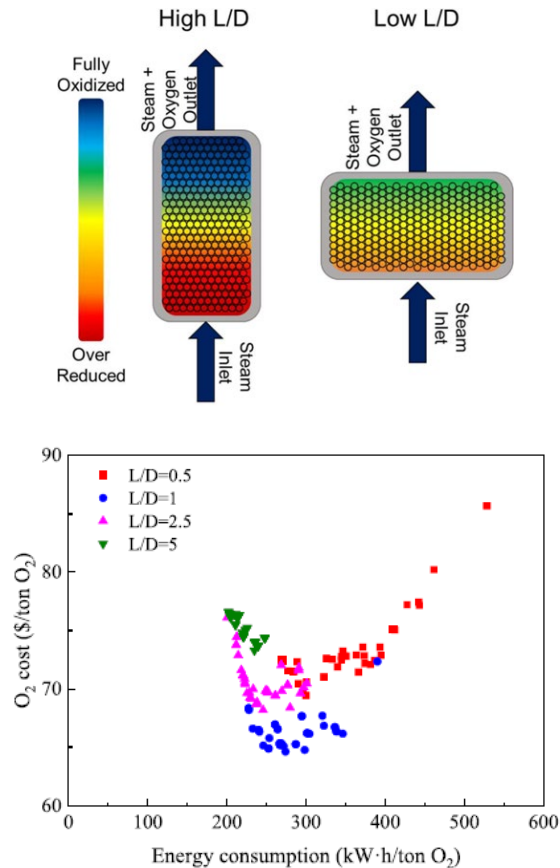 High L/D
Low L/D
Fully
Oxidized
Over
Reduced
Steam +
Oxygen
Outlet
Steam
Inlet
Steam +
Oxygen
Outlet
Steam
Inlet
90
80
70
60
O₂ cost ($/ton O₂)
L/D=0.5
L/D=1
L/D=2.5
L/D=5
0
100
200
300
400
500
600
Energy consumption (kW·h/ton O₂)